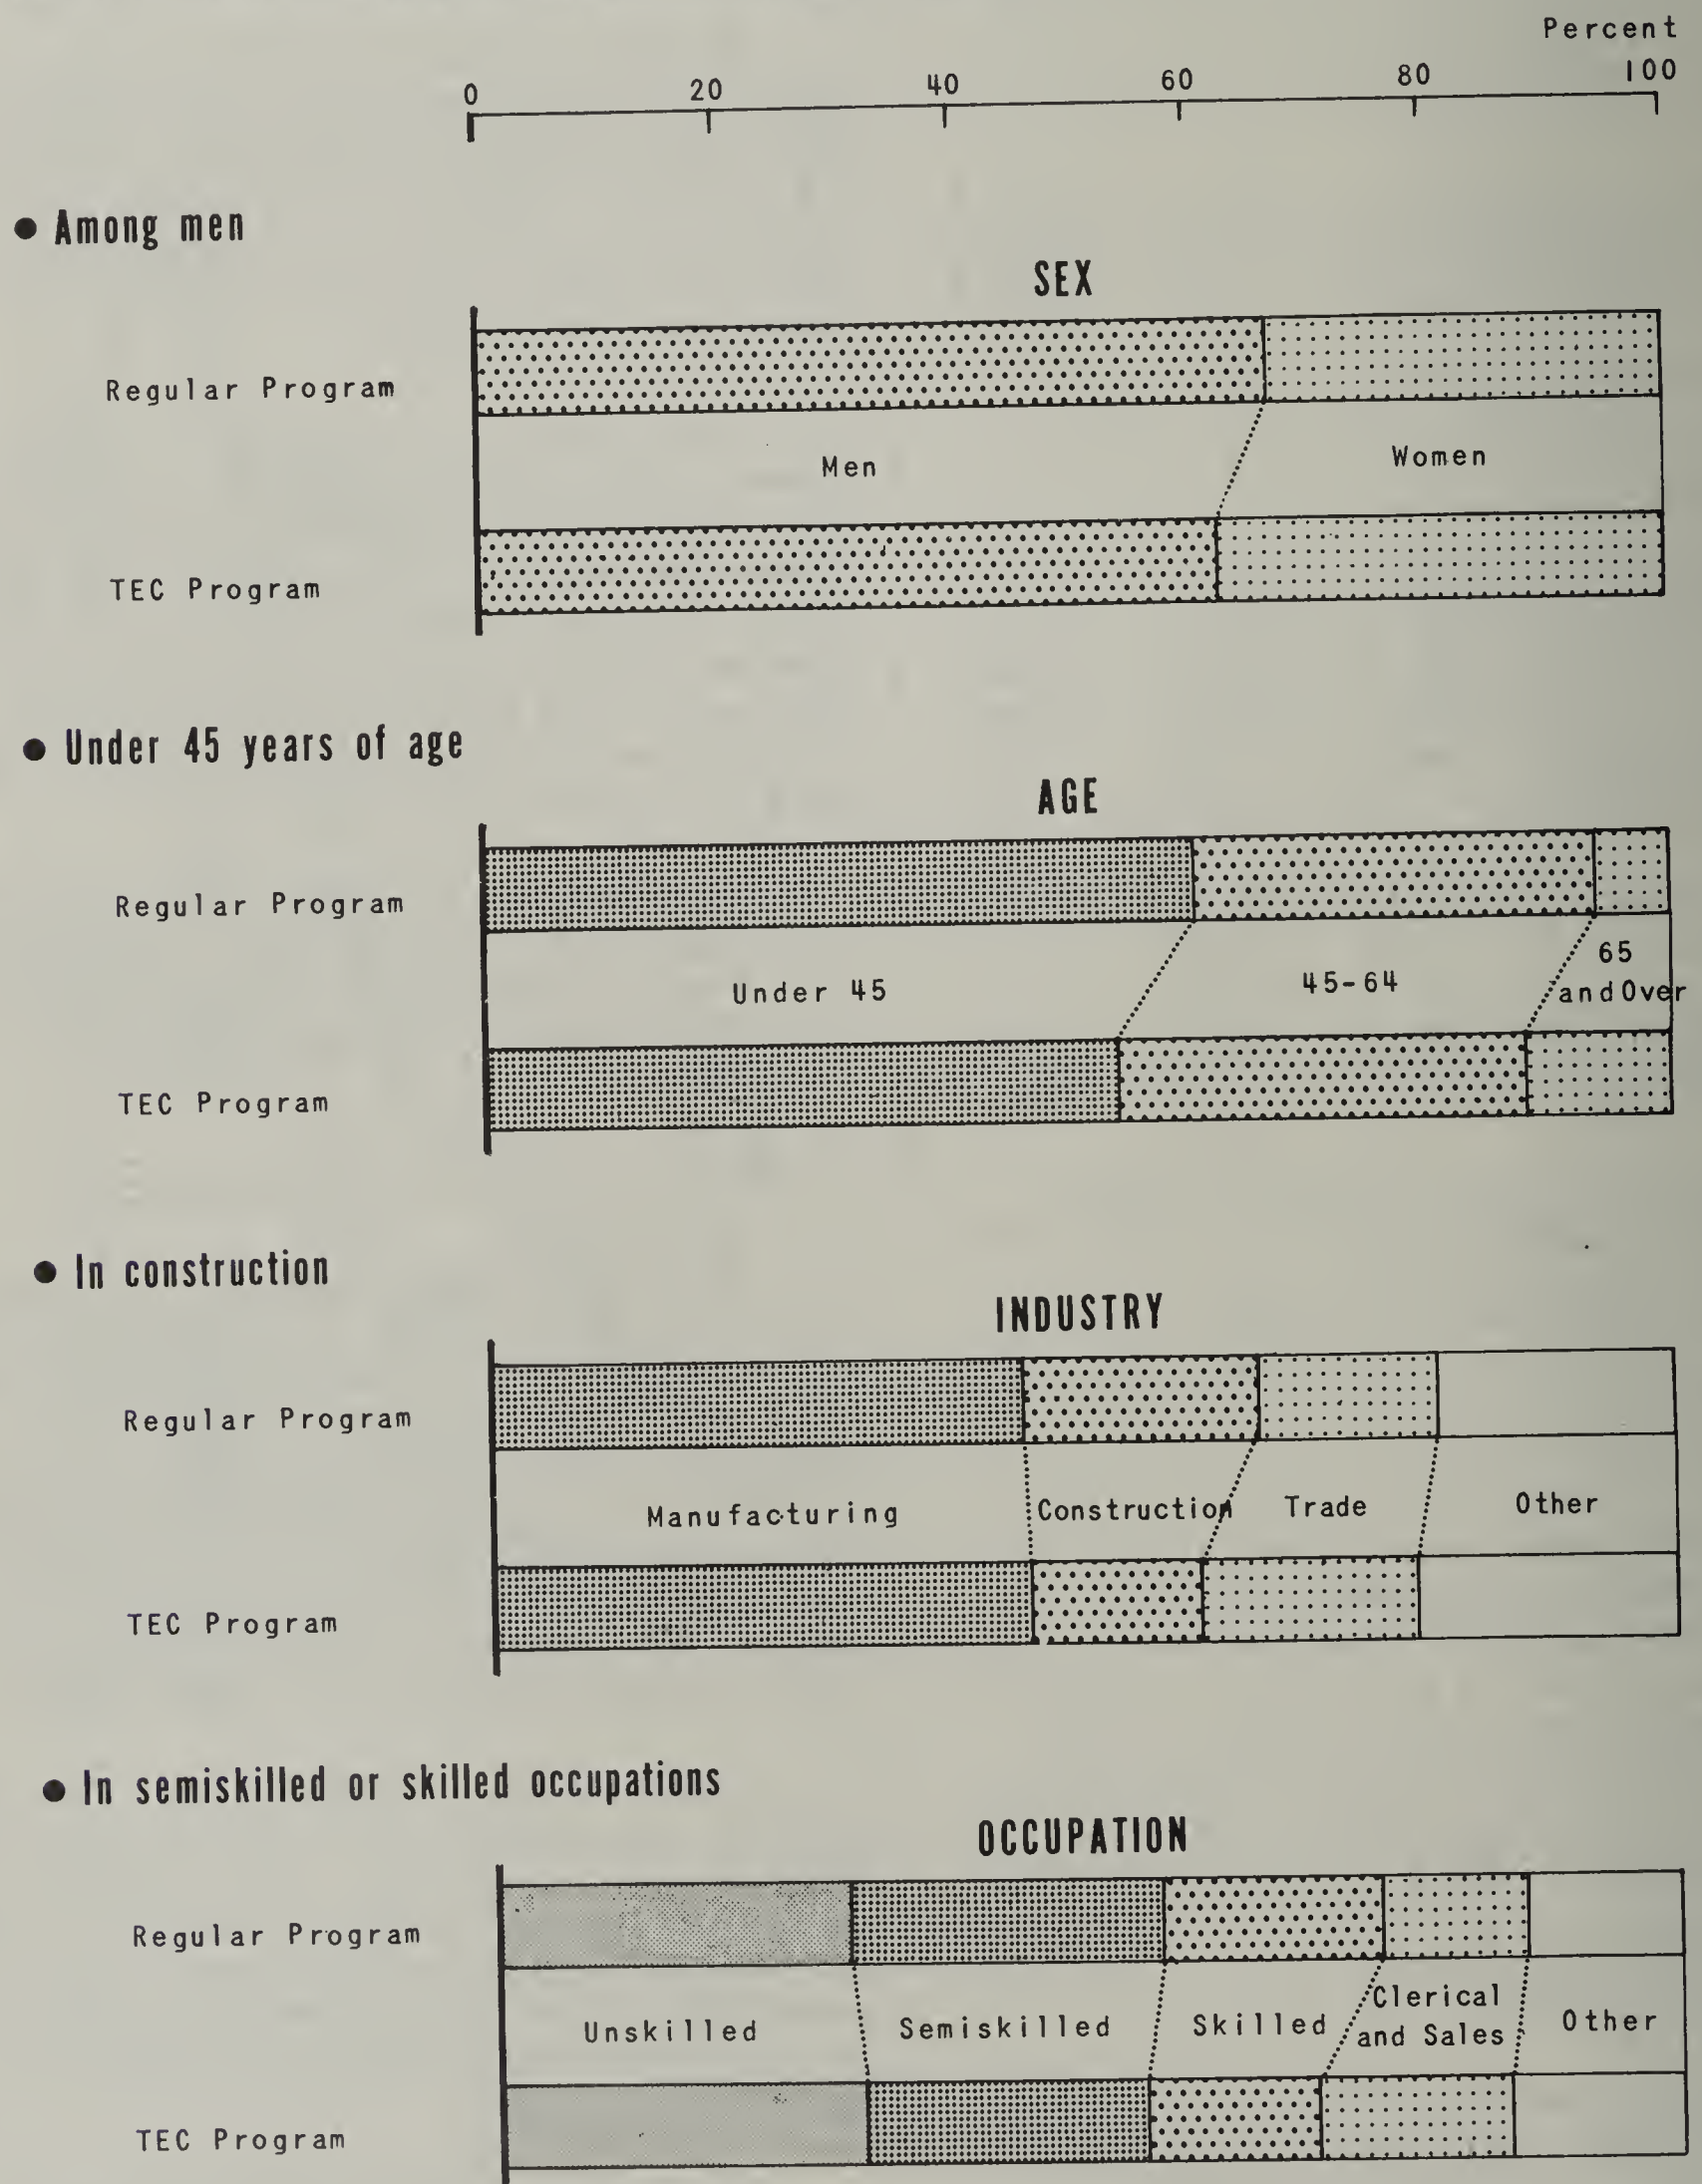 Percent
0 20 40 60 80 100
● Among men
SEX
Regular Program
Men Women
TEC Program
● Under 45 years of age
AGE
Regular Program
Under 45 45-64 65 and Over
TEC Program
● In construction
INDUSTRY
Regular Program
Manufacturing Construction Trade Other
TEC Program
● In semiskilled or skilled occupations
OCCUPATION
Regular Program
Unskilled Semiskilled Skilled Clerical and Sales Other
TEC Program